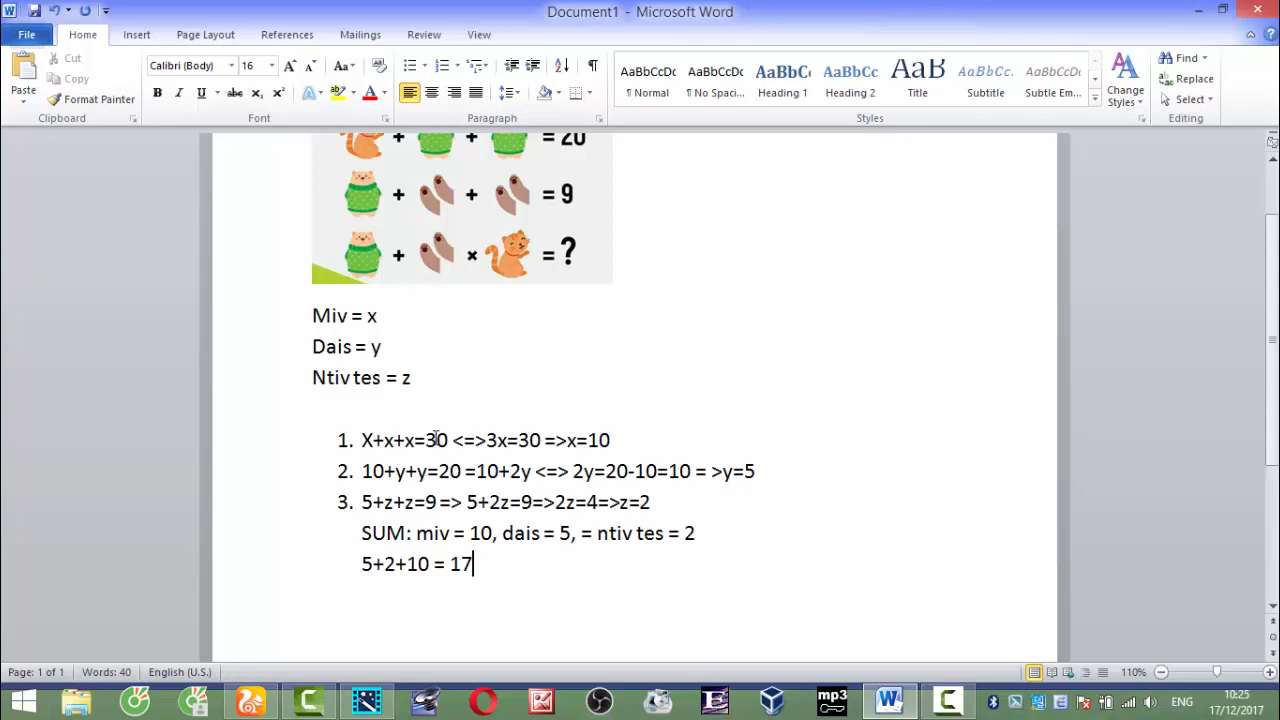 Document1 - Microsoft Word
File Home Insert Page Layout References Mailings Review View
Paste Cut Copy Format Painter Clipboard
Calibri (Body) 16 Font
Paragraph
AaBbCcDc ¶ Normal AaBbCcDc ¶ No Spaci... AaBbC Heading 1 AaBbCc Heading 2 AaB Title AaBbCc. Subtitle AaBbCcDc Subtle Em... Change Styles Styles
Find Replace Select Editing
+ + = 20
+ + = 9
+ × = ?
Miv = x
Dais = y
Ntiv tes = z
1. X+x+x=30 <=>3x=30 =>x=10
2. 10+y+y=20 =10+2y <=> 2y=20-10=10 = >y=5
3. 5+z+z=9 => 5+2z=9=>2z=4=>z=2
SUM: miv = 10, dais = 5, = ntiv tes = 2
5+2+10 = 17
Page: 1 of 1 Words: 40 English (U.S.) 110%
mp3 ENG 10:25
17/12/2017